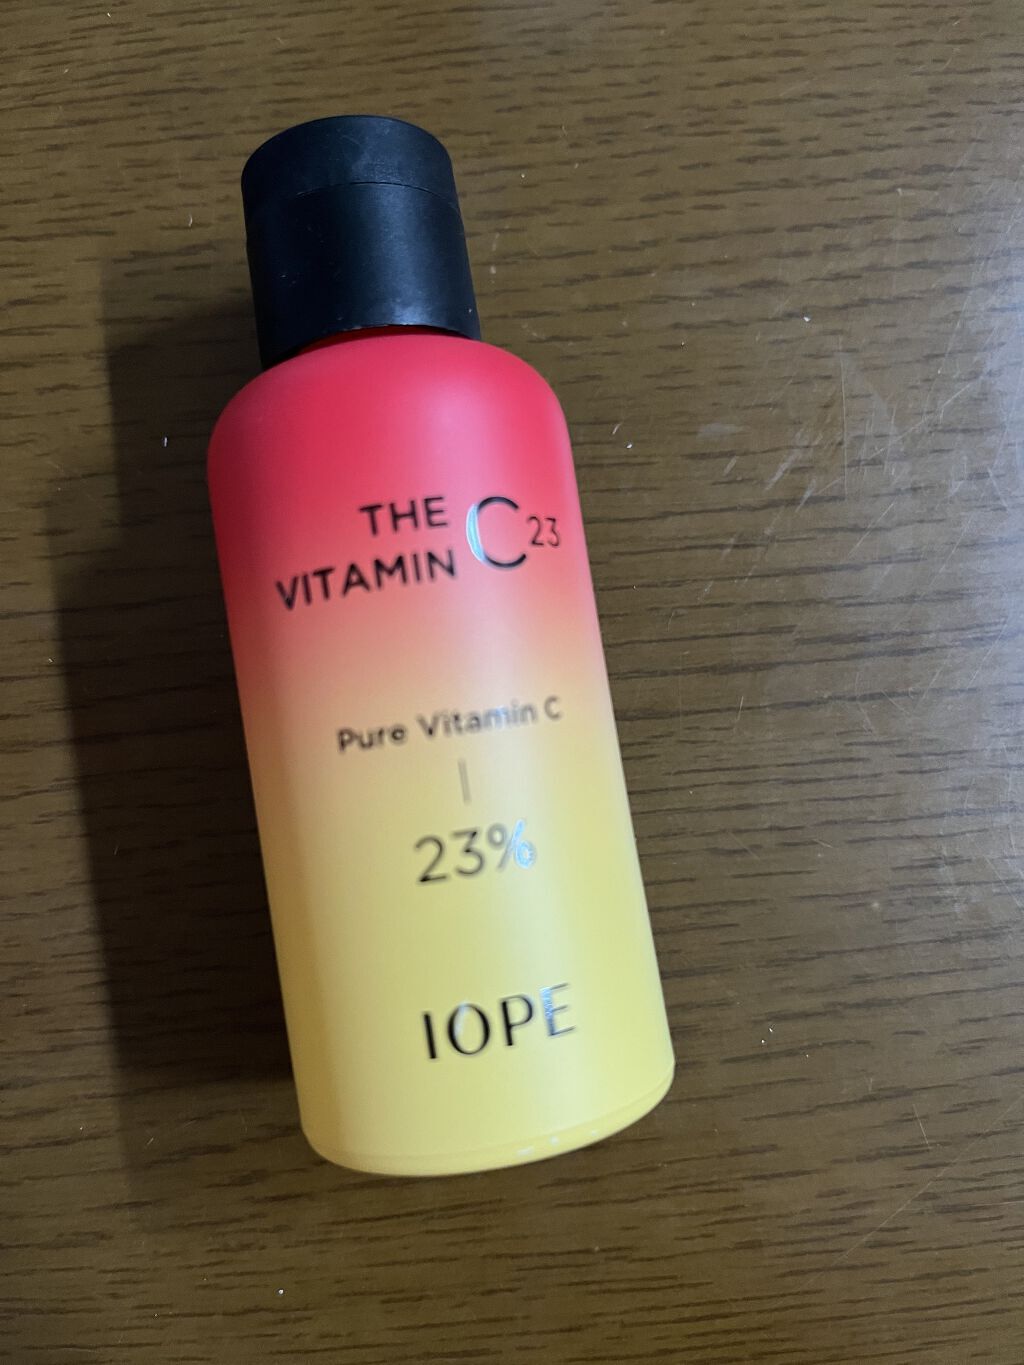 THE
VITAMIN C23
Pure Vitamin C
23%
IOPE